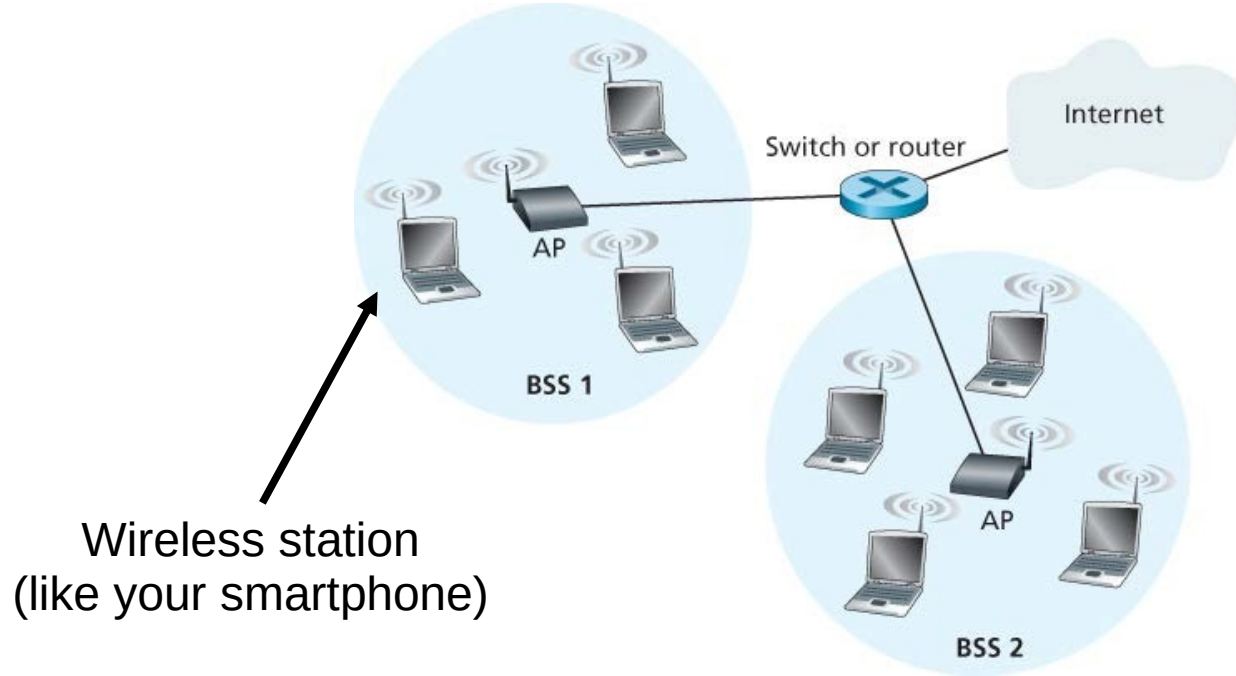 Internet
Switch or router
AP
BSS 1
AP
BSS 2
Wireless station
(like your smartphone)